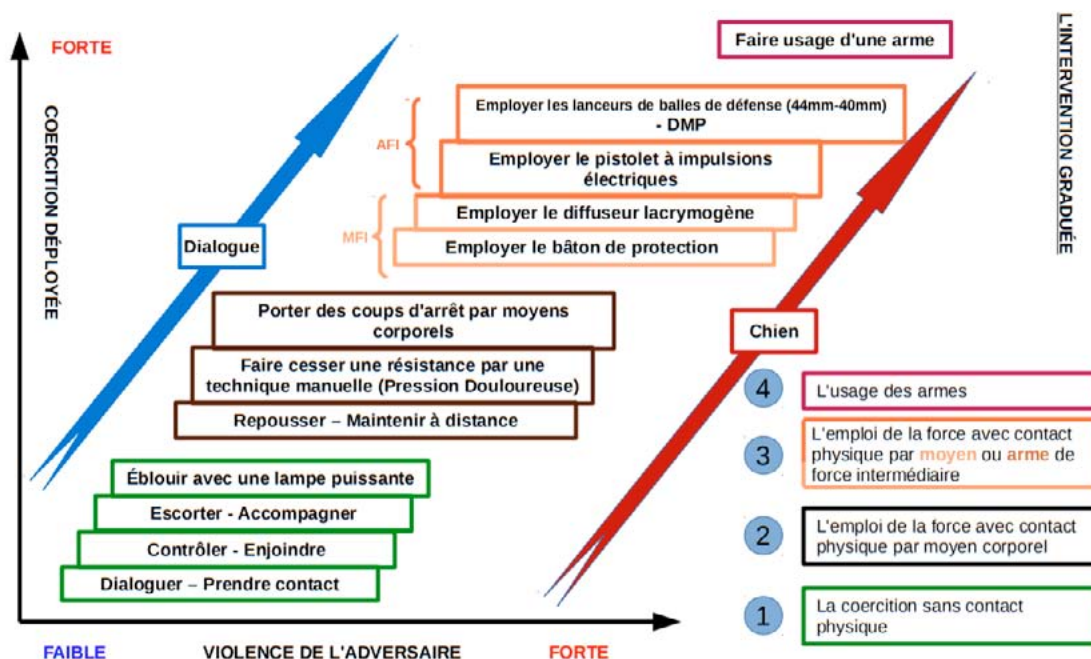 FORTE
COERCITION DÉPLOYÉE
L'INTERVENTION GRADUÉE
Faire usage d'une arme
AFI
Employer les lanceurs de balles de défense (44mm-40mm)
- DMP
Employer le pistolet à impulsions
électriques
MFI
Employer le diffuseur lacrymogène
Employer le bâton de protection
Dialogue
Porter des coups d'arrêt par moyens
corporels
Faire cesser une résistance par une
technique manuelle (Pression Douloureuse)
Repousser – Maintenir à distance
Chien
Éblouir avec une lampe puissante
Escorter - Accompagner
Contrôler - Enjoindre
Dialoguer – Prendre contact
4
L'usage des armes
3
L'emploi de la force avec contact
physique par moyen ou arme de
force intermédiaire
2
L'emploi de la force avec contact
physique par moyen corporel
1
La coercition sans contact
physique
FAIBLE
VIOLENCE DE L'ADVERSAIRE
FORTE